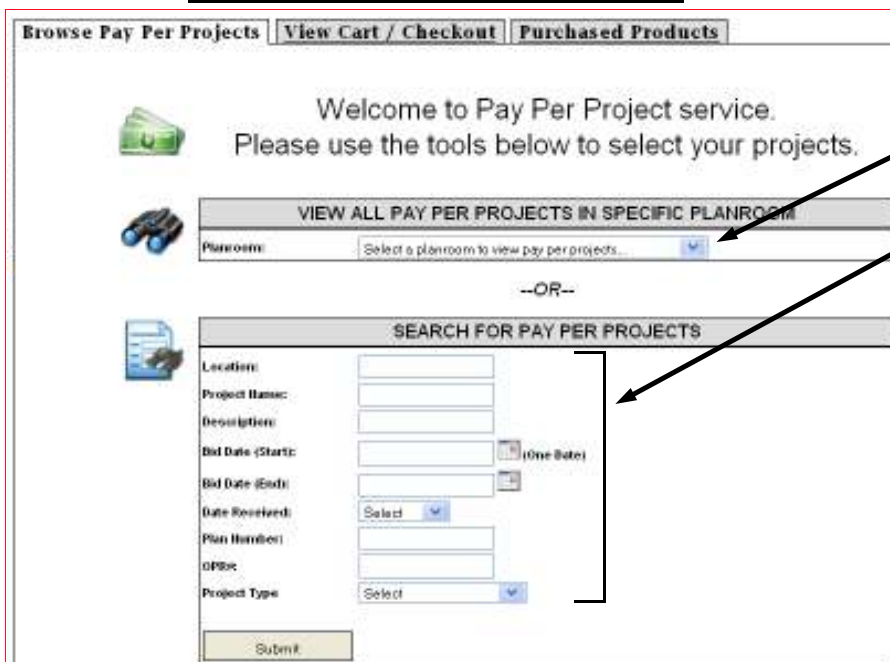 Browse Pay Per Projects View Cart / Checkout Purchased Products
Welcome to Pay Per Project service.
Please use the tools below to select your projects.
VIEW ALL PAY PER PROJECTS IN SPECIFIC PLANROOM
Planroom: Select a planroom to view pay per projects...
--OR--
SEARCH FOR PAY PER PROJECTS
Location:
Project Name:
Description:
Bid Date (Start): (One Date)
Bid Date (End):
Date Received: Select
Plan Number:
OPR#:
Project Type Select
Submit